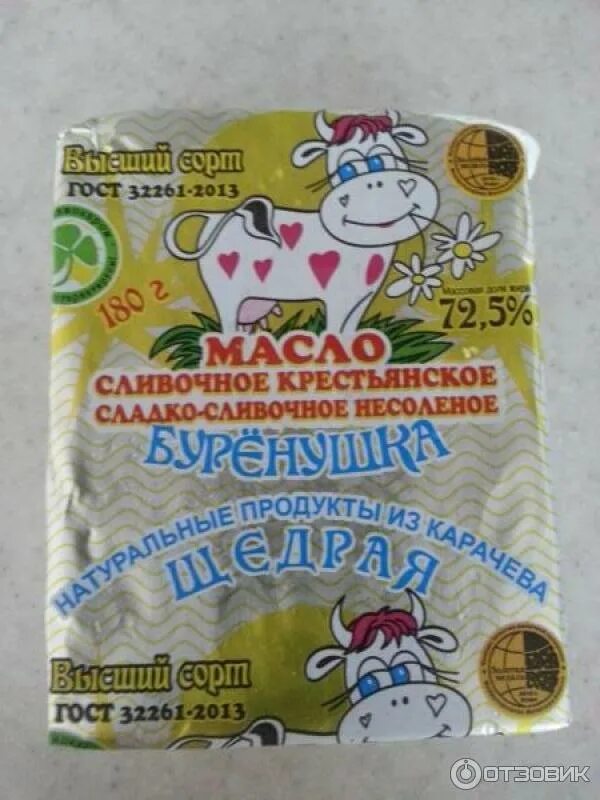 Высший сорт
ГОСТ 32261-2013
180 г
Массовая доля жира
72,5%
МАСЛО
СЛИВОЧНОЕ КРЕСТЬЯНСКОЕ
СЛАДКО-СЛИВОЧНОЕ НЕСОЛЕНОЕ
БУРЁНУШКА
НАТУРАЛЬНЫЕ ПРОДУКТЫ ИЗ КАРАЧЕВА
ЩЕДРАЯ
Высший сорт
ГОСТ 32261-2013
ОТЗОВИК